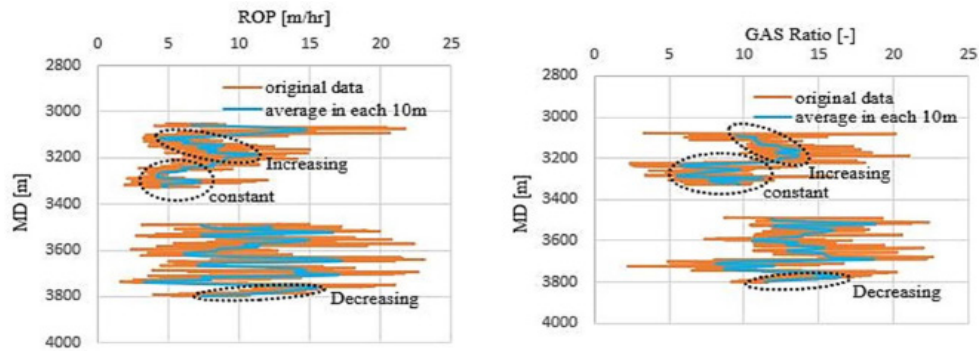 ROP [m/hr]
0 5 10 15 20 25
2800
3000
3200
3400
3600
3800
4000
MD [m]
original data
average in each 10m
Increasing
constant
Decreasing
GAS Ratio [-]
0 5 10 15 20 25
2800
3000
3200
3400
3600
3800
4000
MD [m]
original data
average in each 10m
Increasing
constant
Decreasing